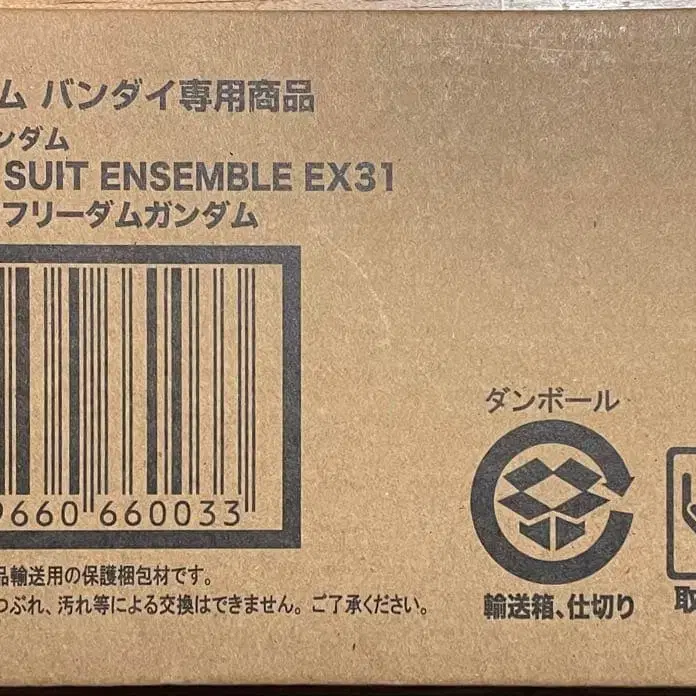 ム バンダイ専用商品
ンダム
SUIT ENSEMBLE EX31
フリーダムガンダム
9660 660033
ダンボール
品輸送用の保護梱包材です。
つぶれ、汚れ等による交換はできません。ご了承ください。
輸送箱、仕切り
取